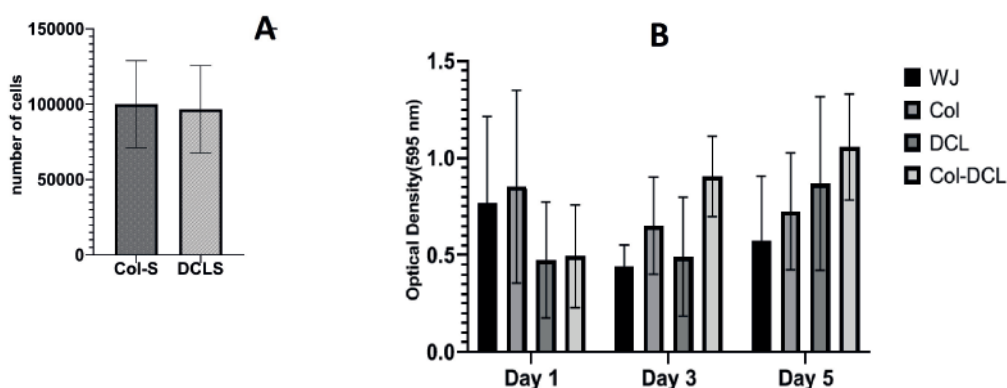 A
number of cells
150000
100000
50000
0
Col-S DCLS
B
Optical Density(595 nm)
1.5
1.0
0.5
0.0
Day 1 Day 3 Day 5
WJ
Col
DCL
Col-DCL